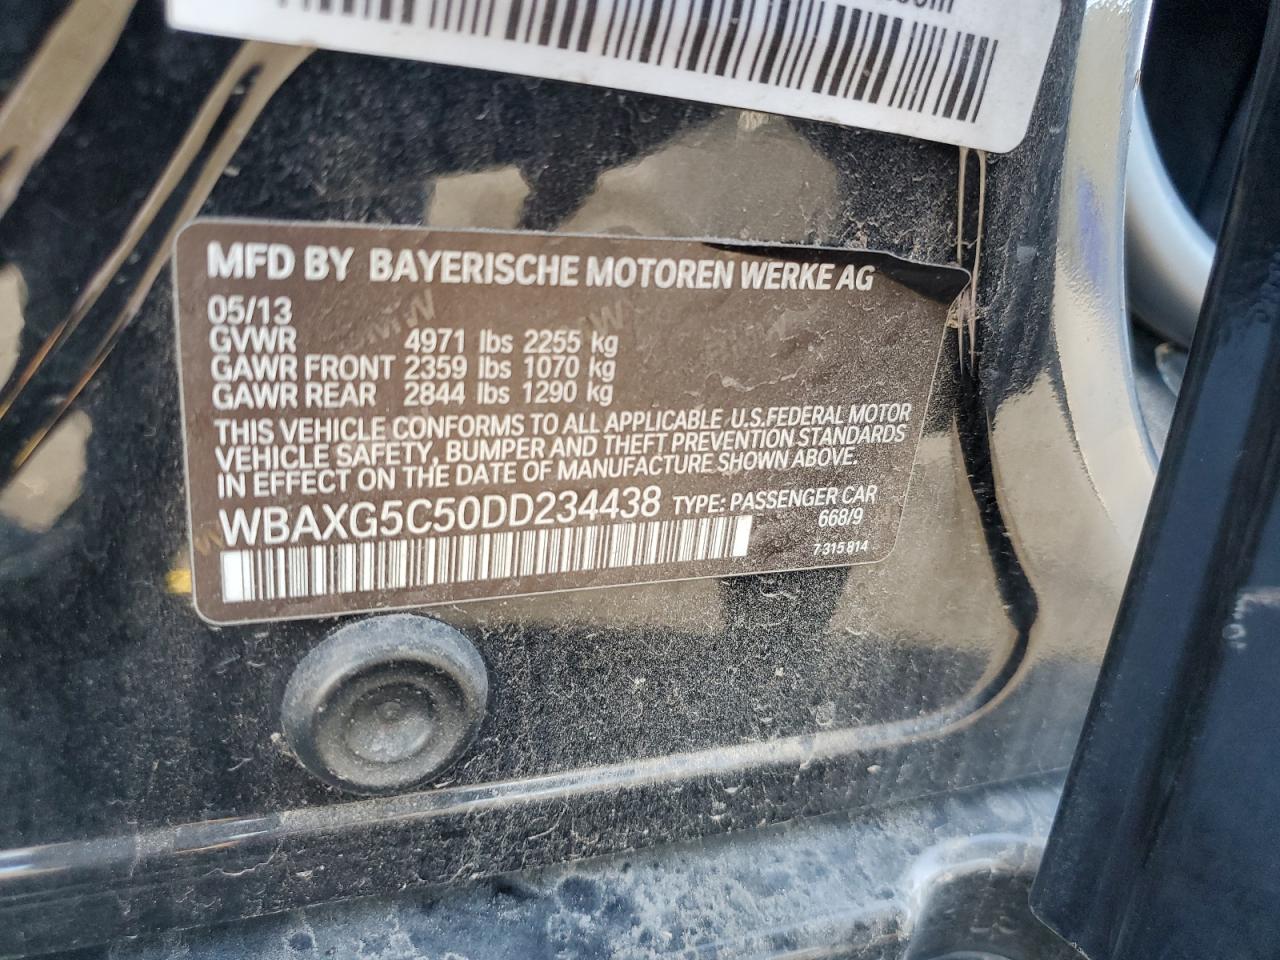 MFD BY BAYERISCHE MOTOREN WERKE AG
05/13
GVWR 4971 lbs 2255 kg
GAWR FRONT 2359 lbs 1070 kg
GAWR REAR 2844 lbs 1290 kg
THIS VEHICLE CONFORMS TO ALL APPLICABLE U.S.FEDERAL MOTOR
VEHICLE SAFETY, BUMPER AND THEFT PREVENTION STANDARDS
IN EFFECT ON THE DATE OF MANUFACTURE SHOWN ABOVE.
WBAXG5C50DD234438 TYPE: PASSENGER CAR
668/9
7 315 814